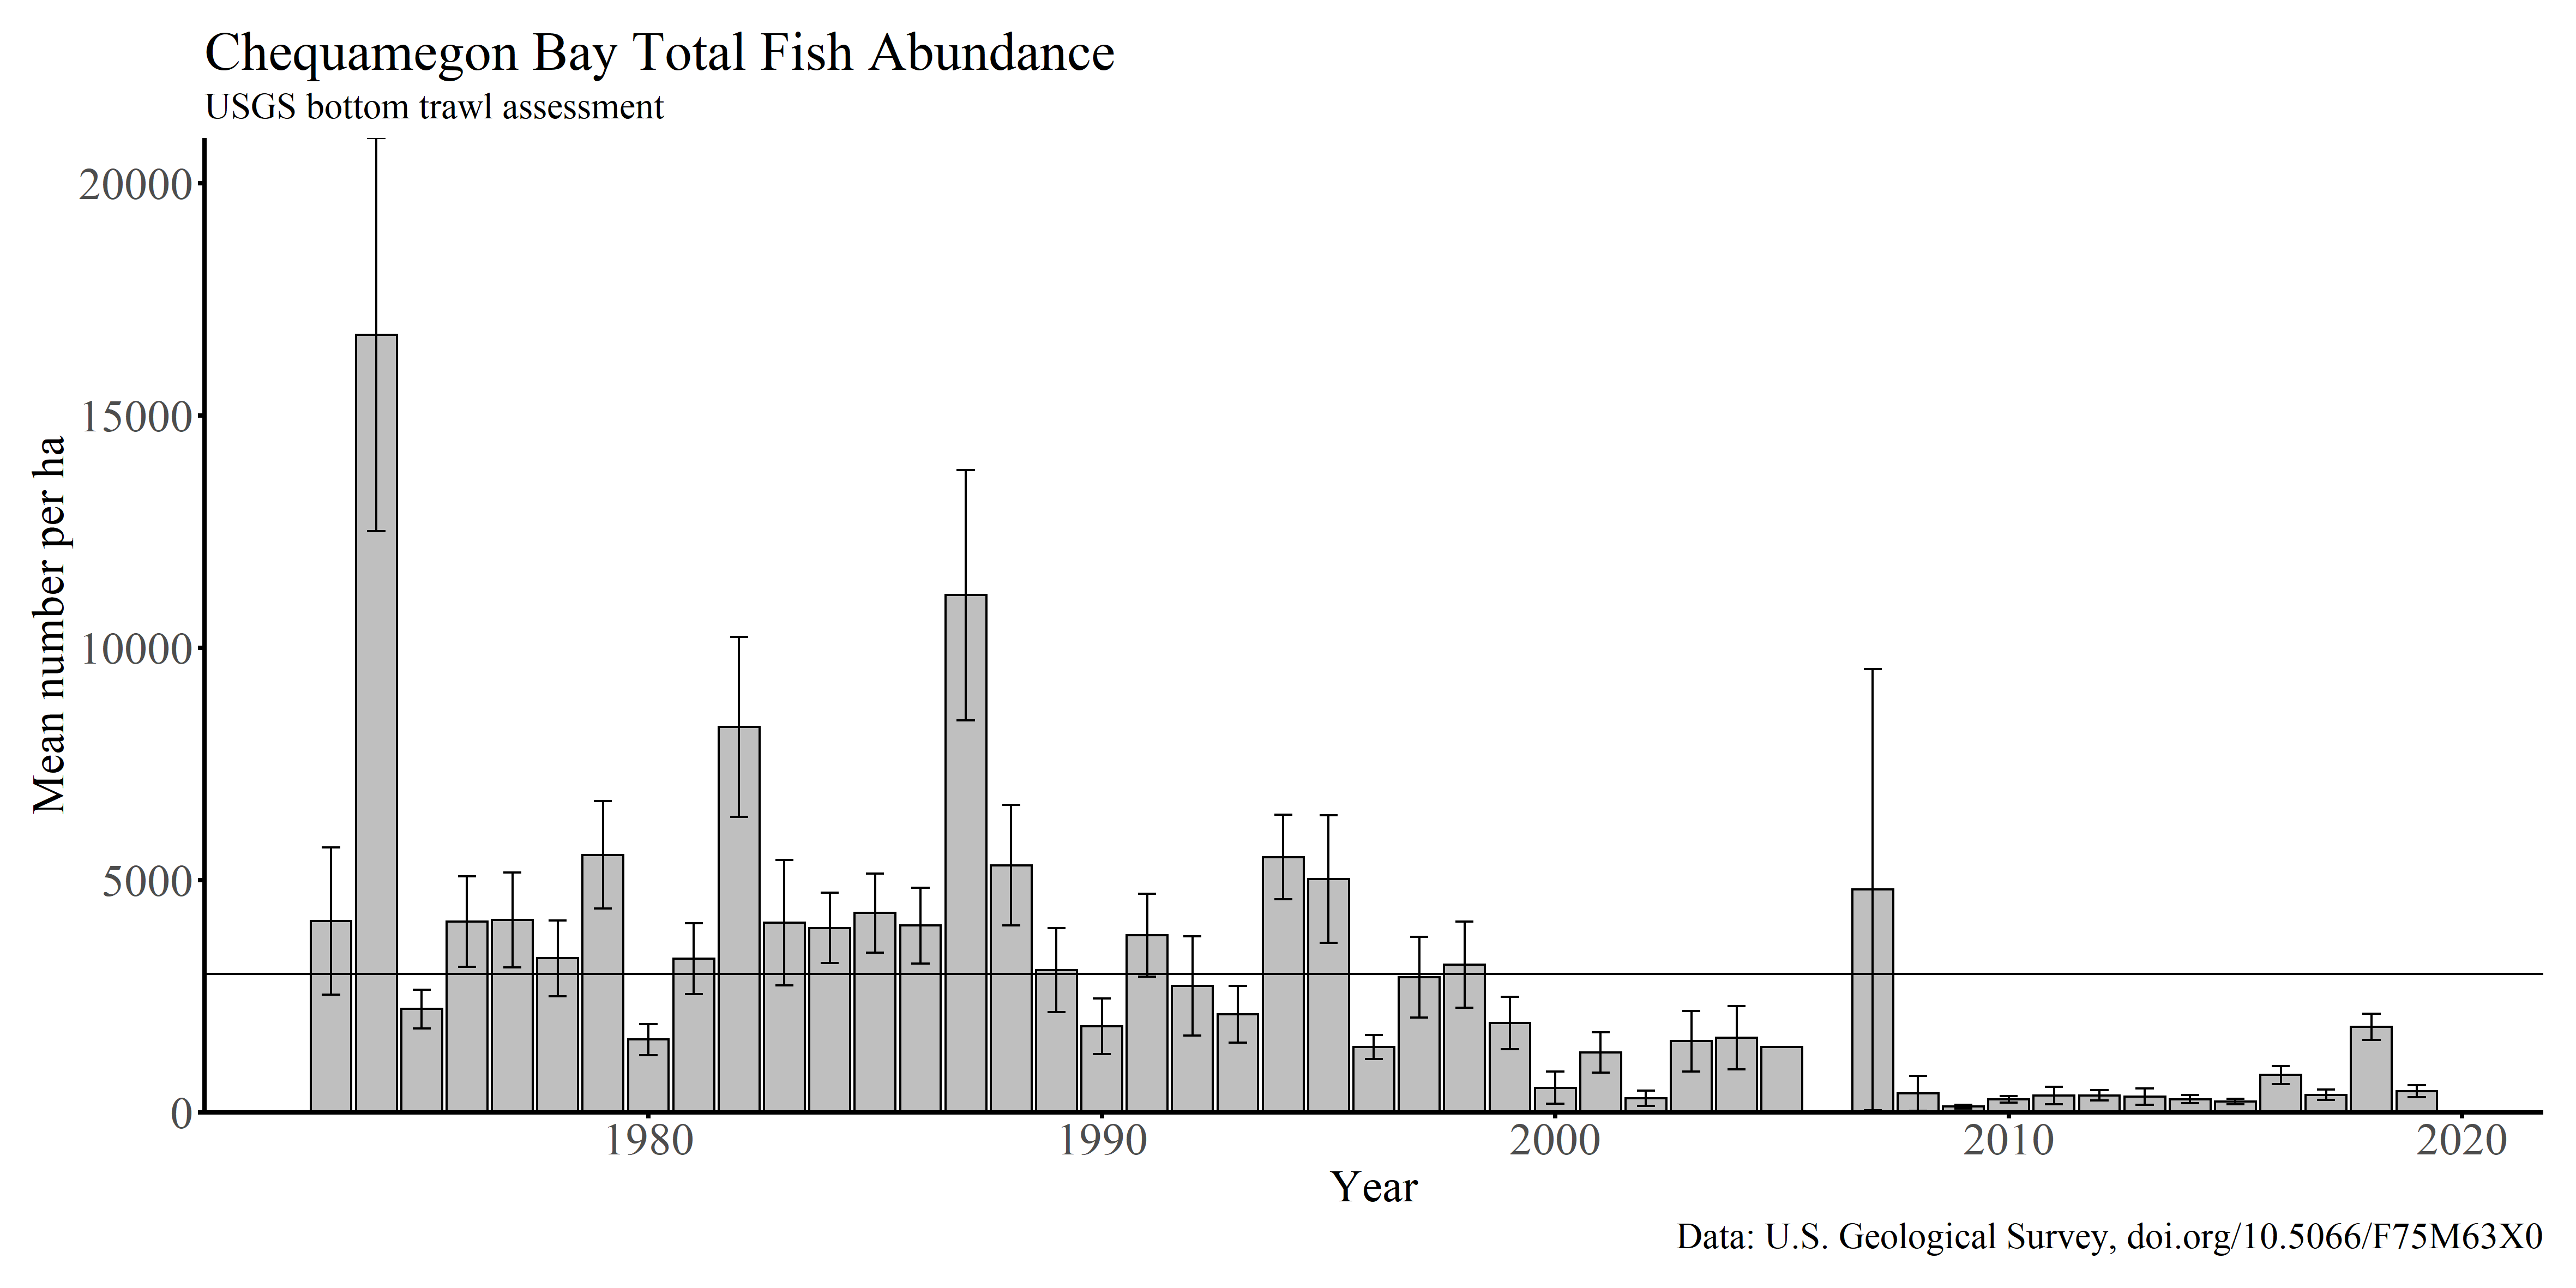 Chequamegon Bay Total Fish Abundance
USGS bottom trawl assessment
Mean number per ha
20000
15000
10000
5000
0
1980 1990 2000 2010 2020
Year
Data: U.S. Geological Survey, doi.org/10.5066/F75M63X0